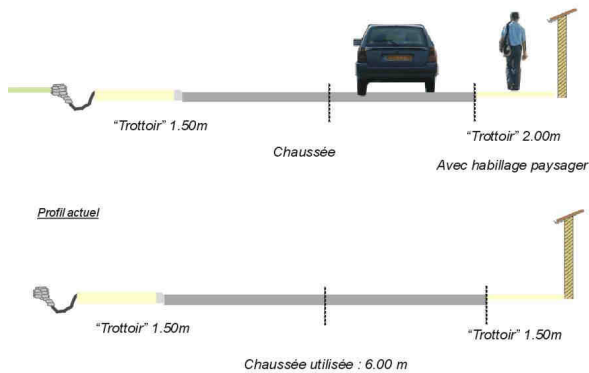 “Trottoir” 1.50m
“Trottoir” 2.00m
Chaussée
Avec habillage paysager
Profil actuel
“Trottoir” 1.50m
“Trottoir” 1.50m
Chaussée utilisée : 6.00 m